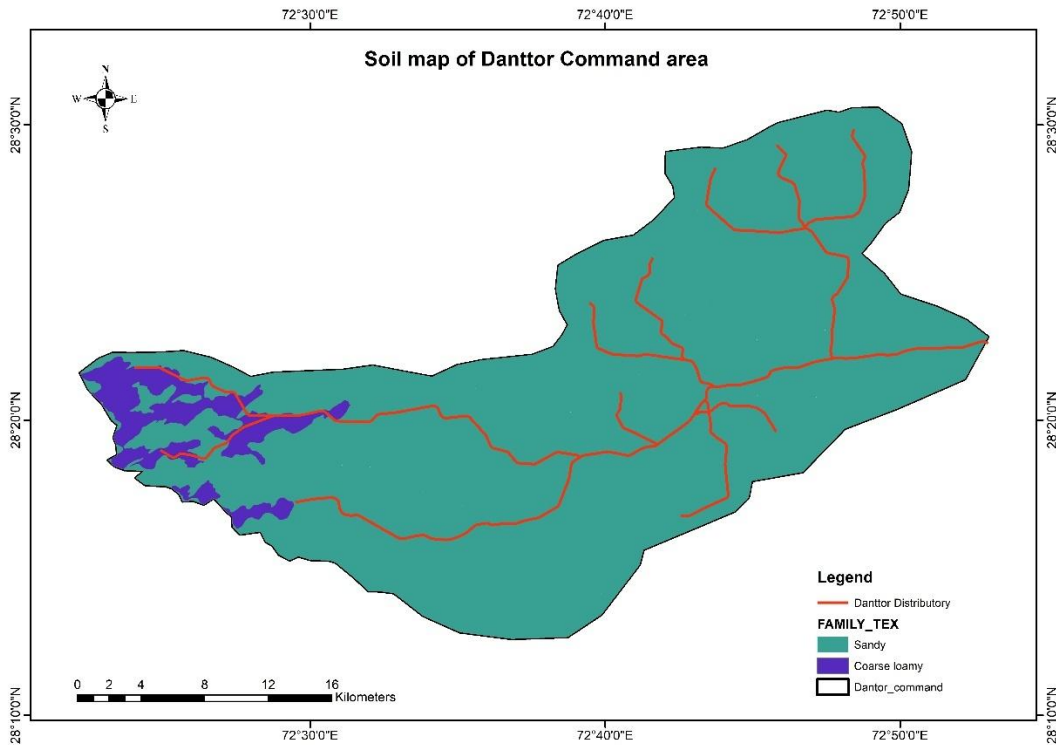 72°30'0"E 72°40'0"E 72°50'0"E
Soil map of Danttor Command area
N
W E
S
28°30'0"N 28°30'0"N
28°20'0"N 28°20'0"N
28°10'0"N 28°10'0"N
Legend
Danttor Distributory
FAMILY_TEX
Sandy
Coarse loamy
Dantor_command
0 2 4 8 12 16
Kilometers
72°30'0"E 72°40'0"E 72°50'0"E